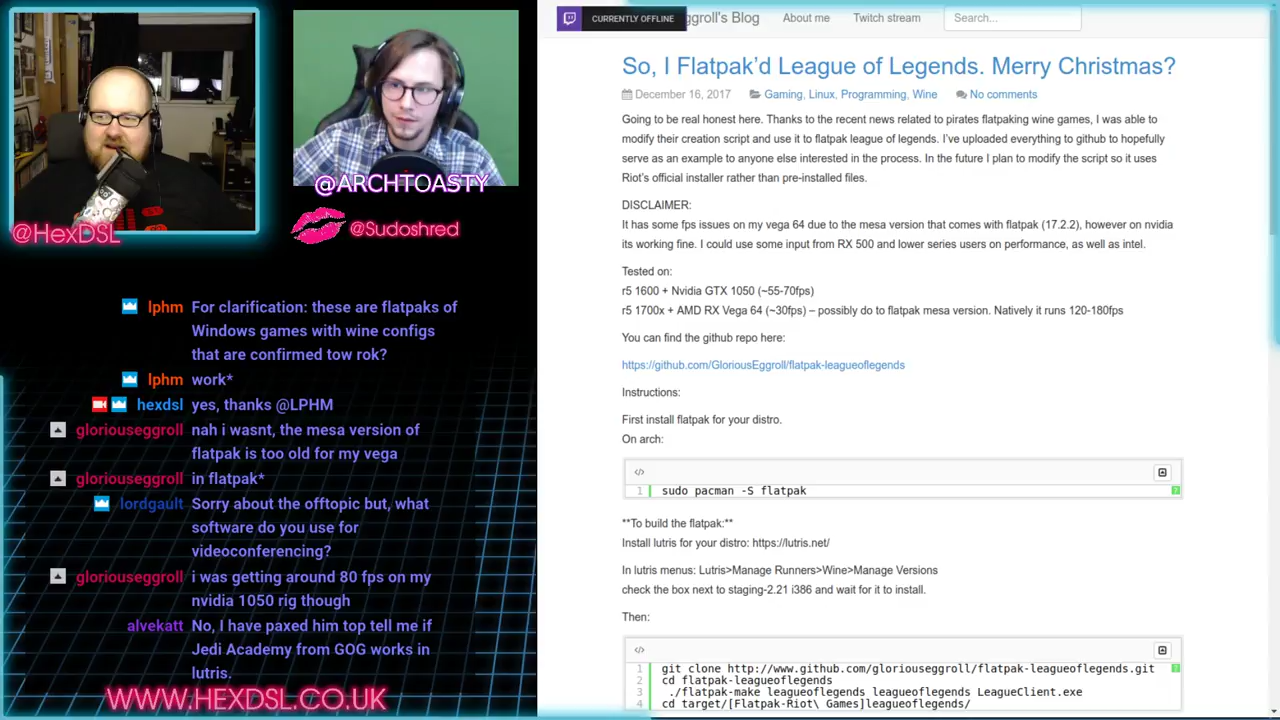 @HexDSL
@ARCHTOASTY
@Sudoshred
lphm For clarification: these are flatpaks of
Windows games with wine configs
that are confirmed tow rok?
lphm work*
hexdsl yes, thanks @LPHM
gloriouseggroll nah i wasnt, the mesa version of
flatpak is too old for my vega
gloriouseggroll in flatpak*
lordgault Sorry about the offtopic but, what
software do you use for
videoconferencing?
gloriouseggroll i was getting around 80 fps on my
nvidia 1050 rig though
alvekatt No, I have paxed him top tell me if
Jedi Academy from GOG works in
lutris.
WWW.HEXDSL.CO.UK
CURRENTLY OFFLINE
ggroll's Blog About me Twitch stream Search...
So, I Flatpak’d League of Legends. Merry Christmas?
December 16, 2017 Gaming, Linux, Programming, Wine No comments
Going to be real honest here. Thanks to the recent news related to pirates flatpaking wine games, I was able to
modify their creation script and use it to flatpak league of legends. I’ve uploaded everything to github to hopefully
serve as an example to anyone else interested in the process. In the future I plan to modify the script so it uses
Riot’s official installer rather than pre-installed files.
DISCLAIMER:
It has some fps issues on my vega 64 due to the mesa version that comes with flatpak (17.2.2), however on nvidia
its working fine. I could use some input from RX 500 and lower series users on performance, as well as intel.
Tested on:
r5 1600 + Nvidia GTX 1050 (~55-70fps)
r5 1700x + AMD RX Vega 64 (~30fps) – possibly do to flatpak mesa version. Natively it runs 120-180fps
You can find the github repo here:
https://github.com/GloriousEggroll/flatpak-leagueoflegends
Instructions:
First install flatpak for your distro.
On arch:
</>
1 sudo pacman -S flatpak ?
**To build the flatpak:**
Install lutris for your distro: https://lutris.net/
In lutris menus: Lutris>Manage Runners>Wine>Manage Versions
check the box next to staging-2.21 i386 and wait for it to install.
Then:
</>
1 git clone http://www.github.com/gloriouseggroll/flatpak-leagueoflegends.git ?
2 cd flatpak-leagueoflegends
3 ./flatpak-make leagueoflegends leagueoflegends LeagueClient.exe
4 cd target/[Flatpak-Riot\ Games]leagueoflegends/